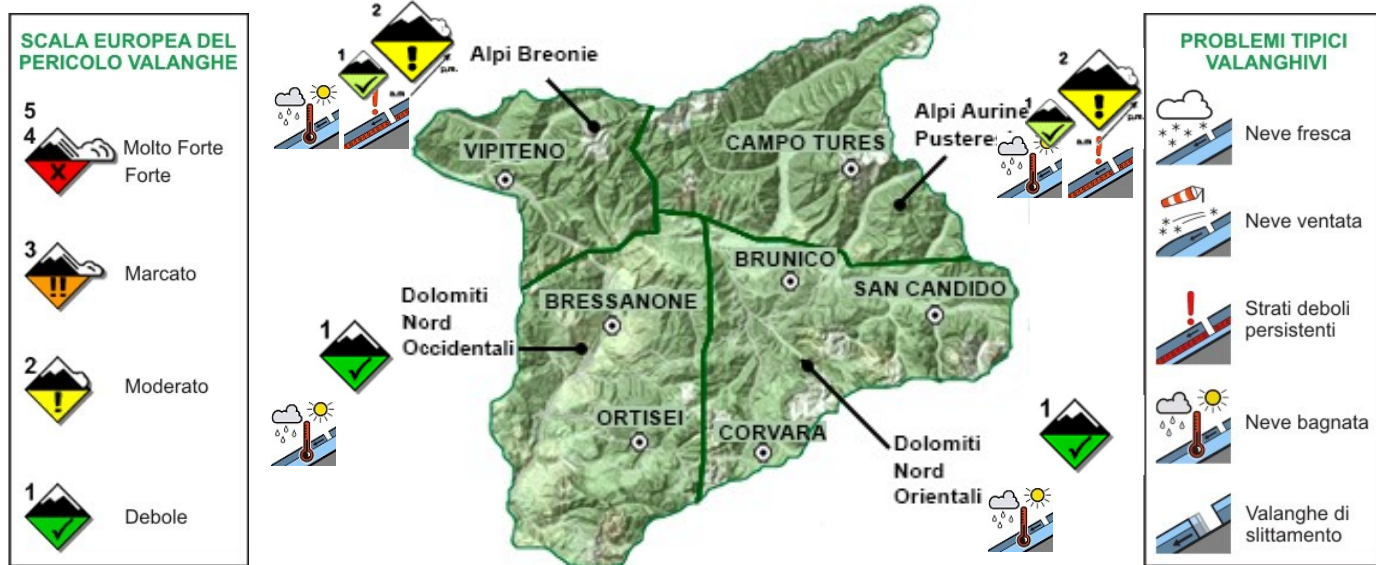 SCALA EUROPEA DEL
PERICOLO VALANGHE
5
4
Molto Forte
Forte
3
Marcato
2
Moderato
1
Debole
2
1
p.m.
a.m
Alpi Breonie
VIPITENO
CAMPO TURES
Alpi Aurine
2
1
p.m.
a.m
BRUNICO
SAN CANDIDO
BRESSANONE
Dolomiti
Nord
Occidentali
1
ORTISEI
CORVARA
Dolomiti
Nord
Orientali
1
PROBLEMI TIPICI
VALANGHIVI
Neve fresca
Neve ventata
Strati deboli
persistenti
Neve bagnata
Valanghe di
slittamento